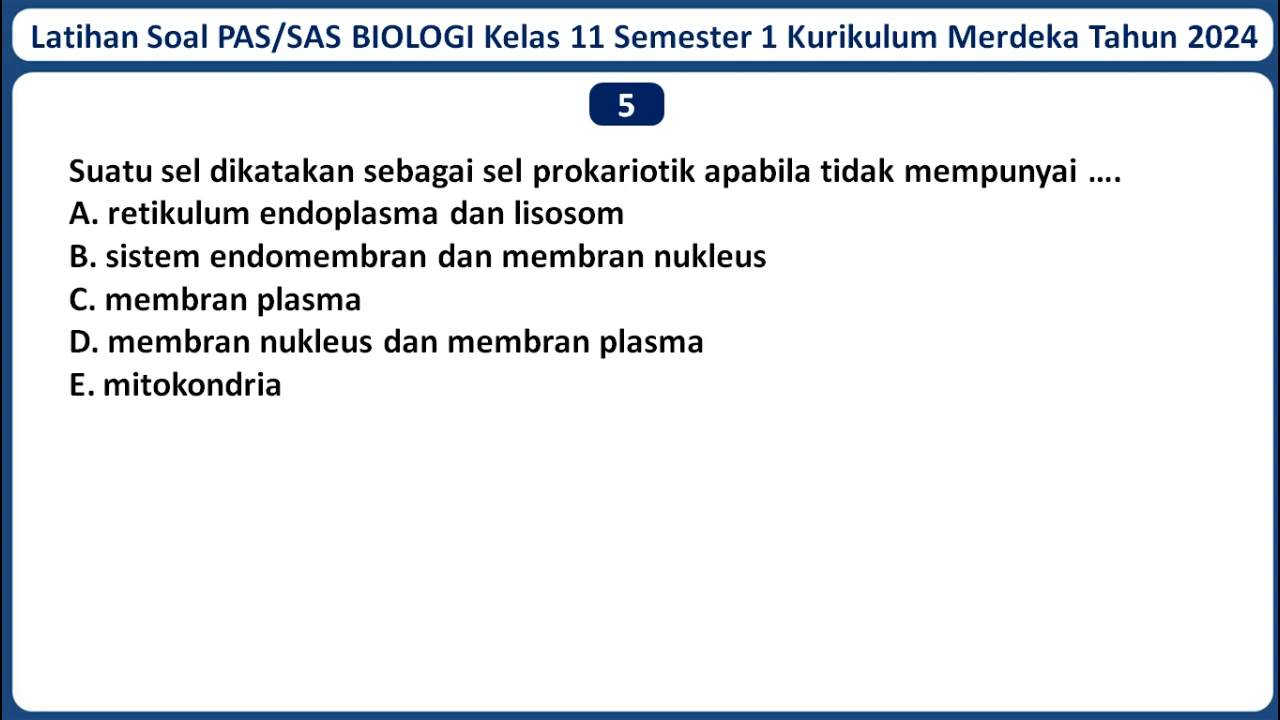 Latihan Soal PAS/SAS BIOLOGI Kelas 11 Semester 1 Kurikulum Merdeka Tahun 2024
5
Suatu sel dikatakan sebagai sel prokariotik apabila tidak mempunyai ....
A. retikulum endoplasma dan lisosom
B. sistem endomembran dan membran nukleus
C. membran plasma
D. membran nukleus dan membran plasma
E. mitokondria